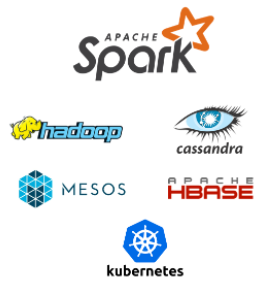 APACHE
Spark
hadoop
cassandra
MESOS
APACHE
HBASE
kubernetes